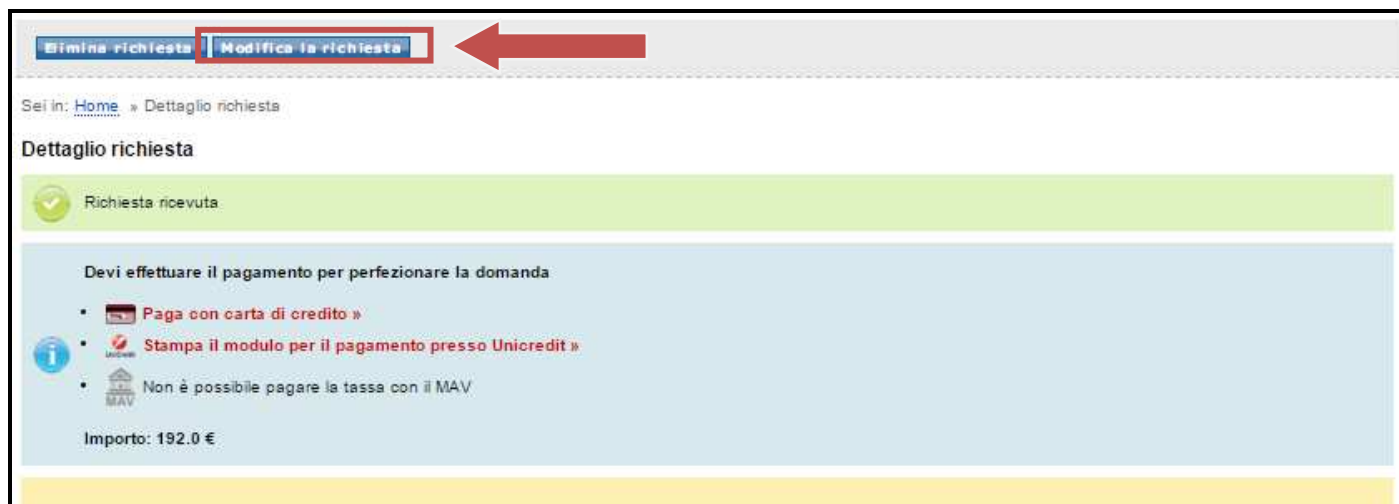 Elimina richiesta Modifica la richiesta
Sei in: Home » Dettaglio richiesta
Dettaglio richiesta
Richiesta ricevuta
Devi effettuare il pagamento per perfezionare la domanda
• Paga con carta di credito »
• Stampa il modulo per il pagamento presso Unicredit »
• Non è possibile pagare la tassa con il MAV
MAV
Importo: 192.0 €